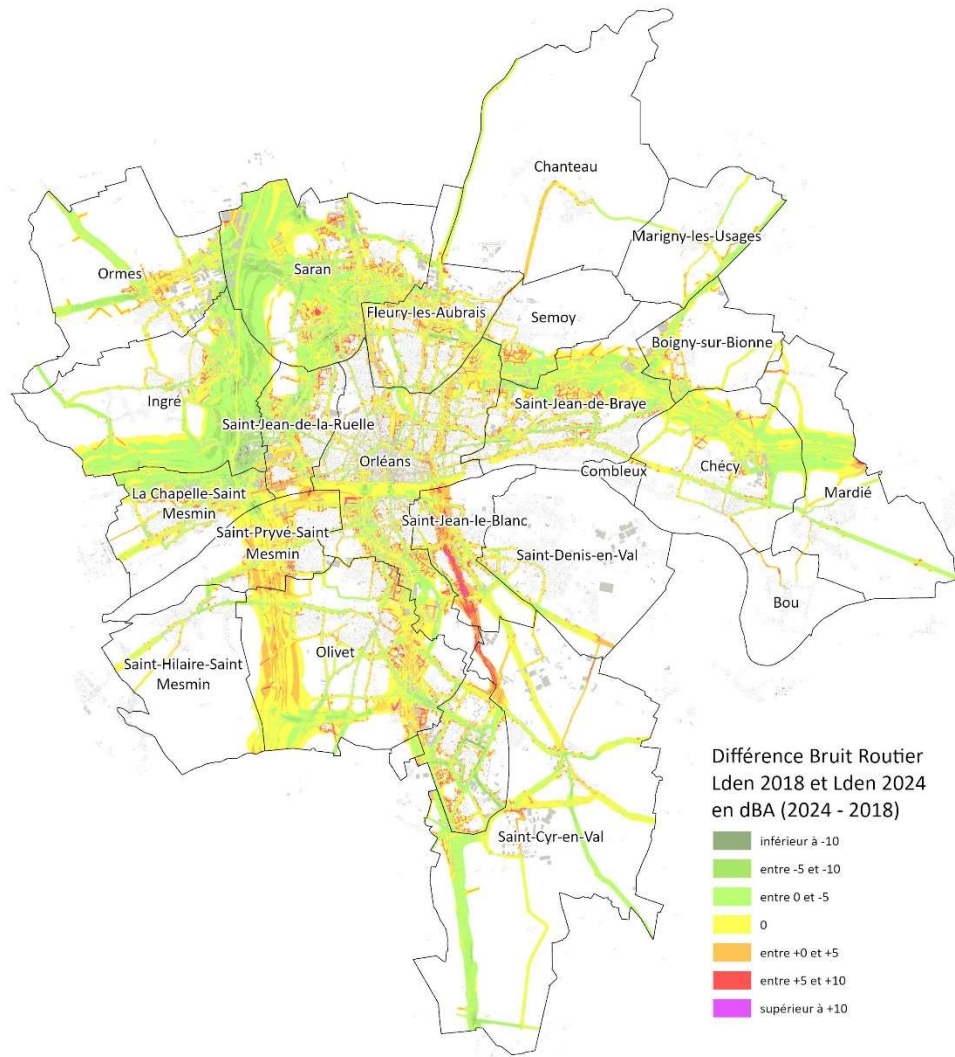 Chanteau
Marigny-les-Usages
Ormes
Saran
Fleury-les-Aubrais
Semoy
Boigny-sur-Bionne
Ingré
Saint-Jean-de-la-Ruelle
Saint-Jean-de-Braye
Orléans
Combleux
Chécy
La Chapelle-Saint
Mesmin
Mardié
Saint-Pryvé-Saint
Mesmin
Saint-Jean-le-Blanc
Saint-Denis-en-Val
Bou
Olivet
Saint-Hilaire-Saint
Mesmin
Saint-Cyr-en-Val
Différence Bruit Routier
Lden 2018 et Lden 2024
en dBA (2024 - 2018)
inférieur à -10
entre -5 et -10
entre 0 et -5
0
entre +0 et +5
entre +5 et +10
supérieur à +10